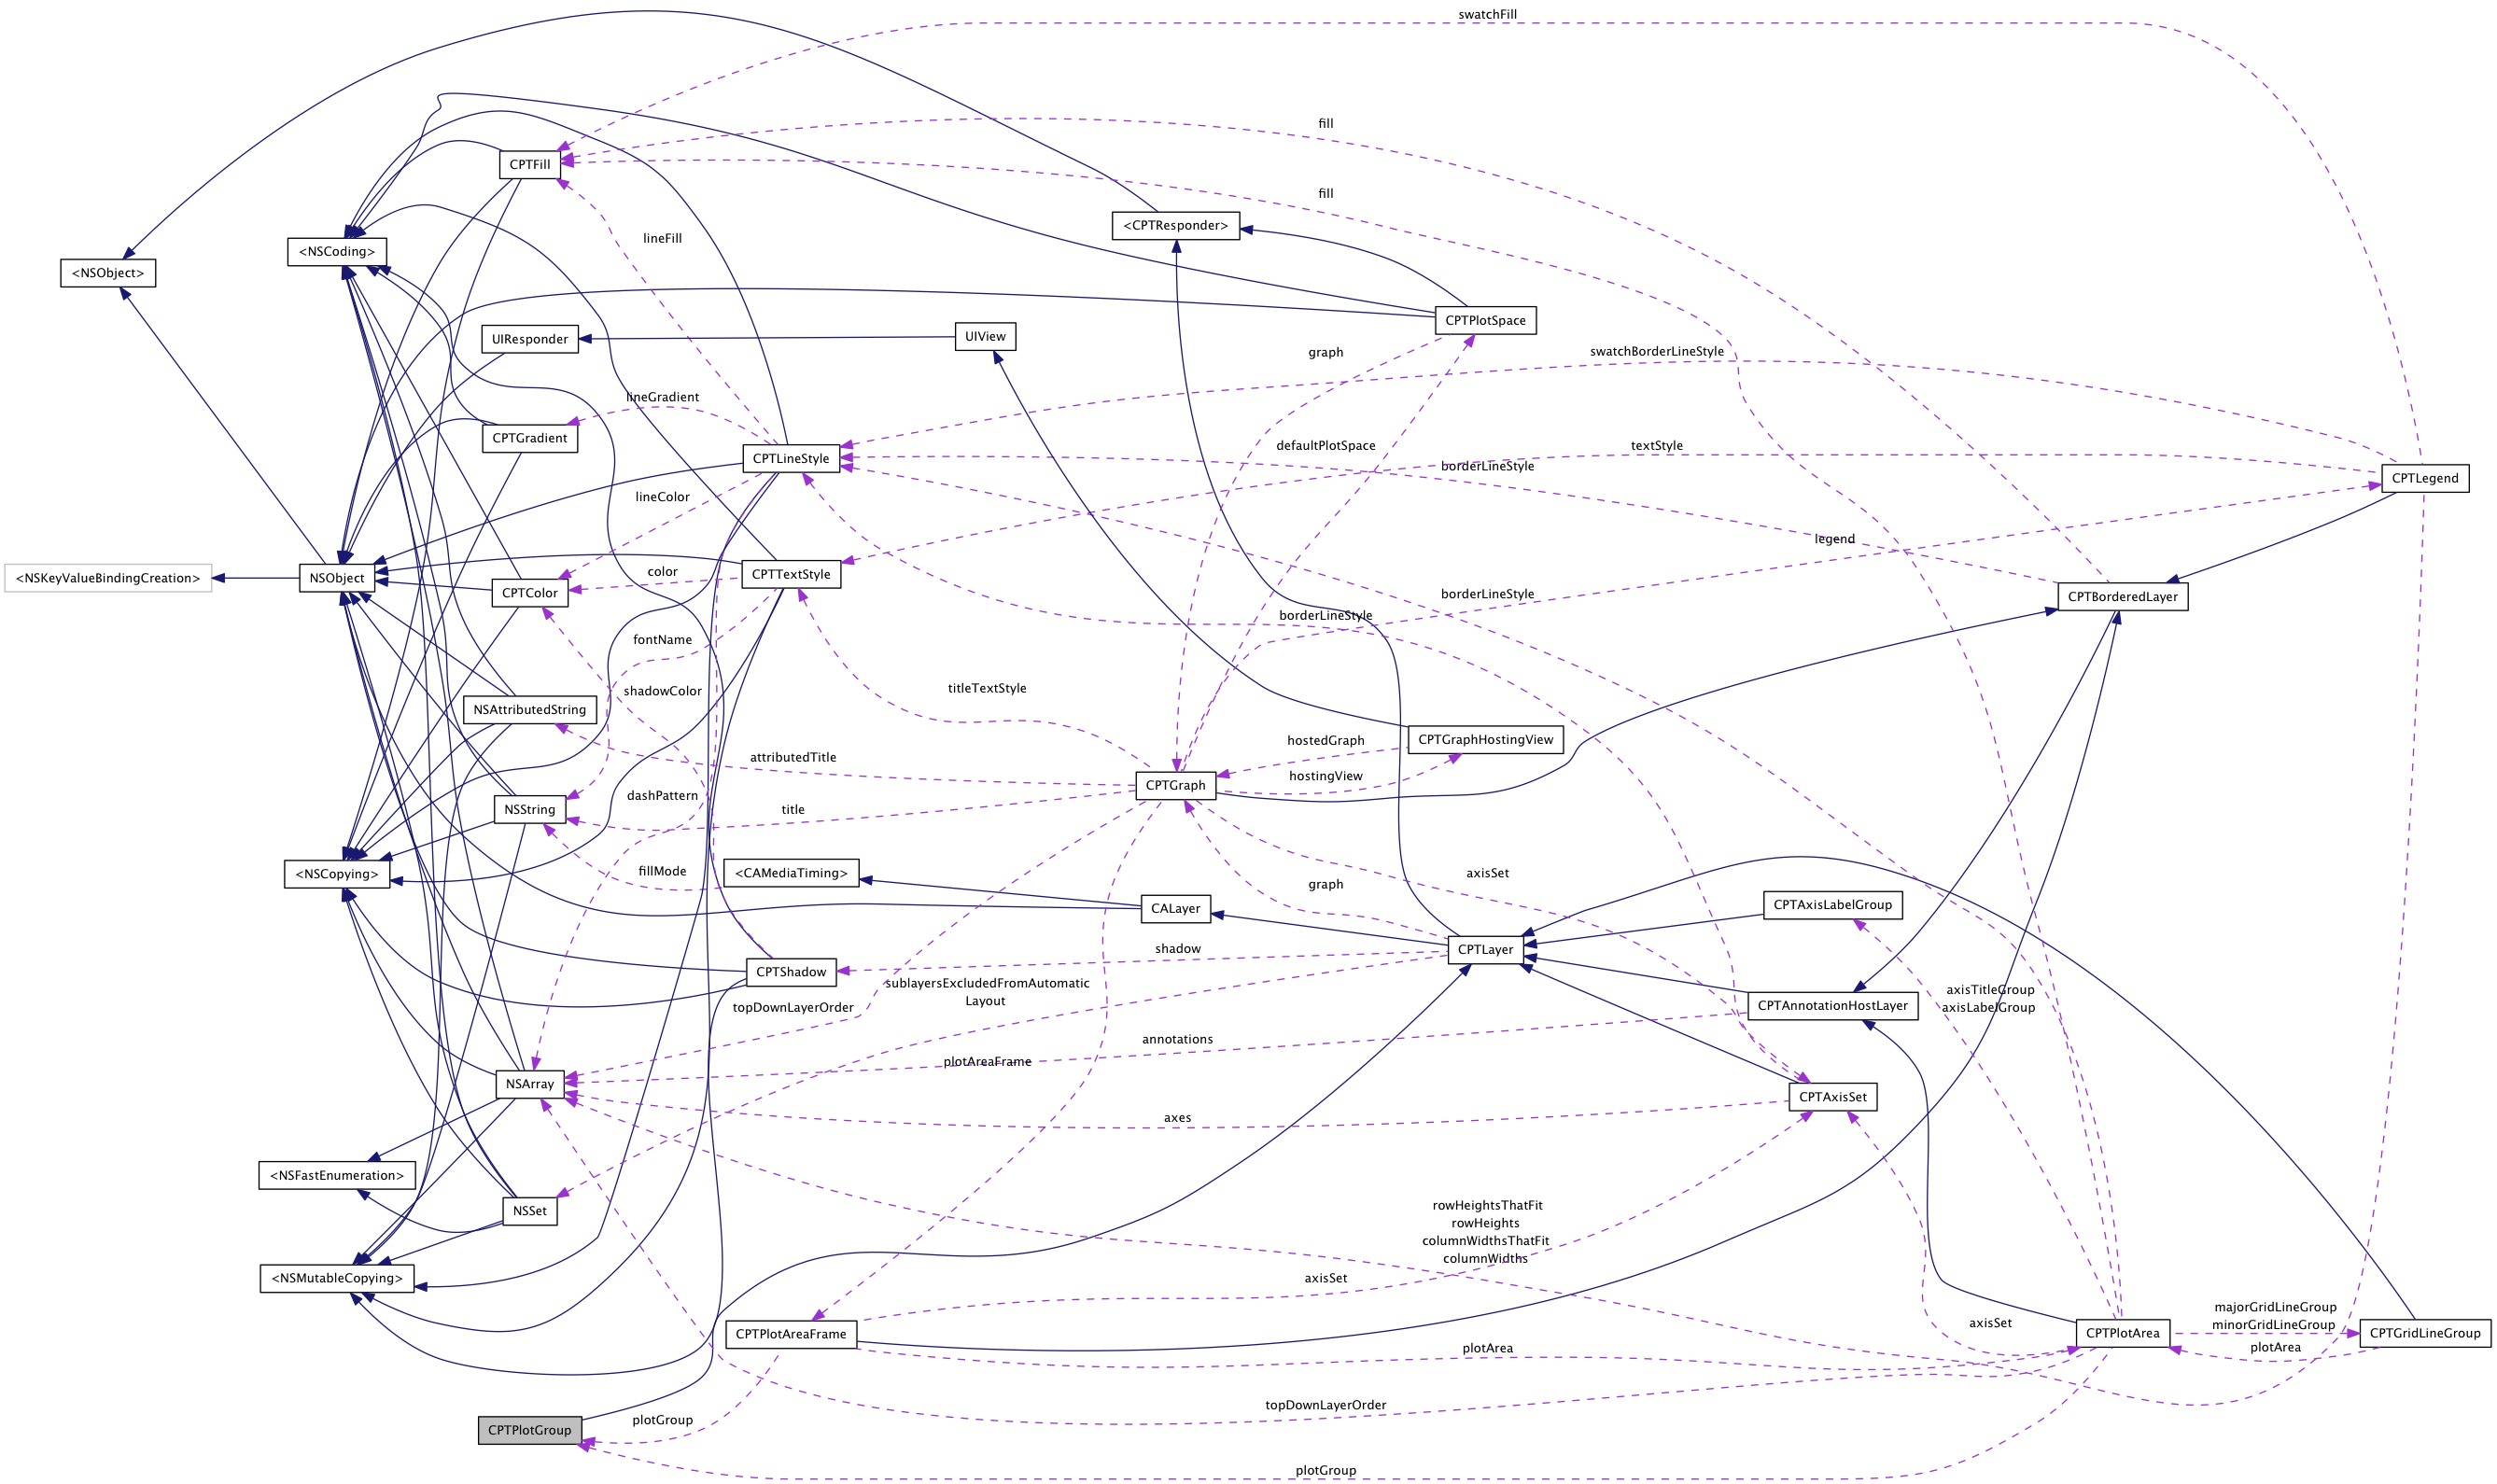 swatchFill
fill
CPTFill
fill
<CPTResponder>
lineFill
<NSCoding>
<NSObject>
CPTPlotSpace
UIResponder
UIView
graph
swatchBorderLineStyle
lineGradient
CPTGradient
defaultPlotSpace
textStyle
CPTLineStyle
borderLineStyle
CPTLegend
lineColor
legend
<NSKeyValueBindingCreation>
NSObject
color
CPTTextStyle
CPTColor
borderLineStyle
CPTBorderedLayer
borderLineStyle
fontName
shadowColor
titleTextStyle
NSAttributedString
hostedGraph
CPTGraphHostingView
attributedTitle
hostingView
CPTGraph
dashPattern
NSString
title
fillMode
<NSCopying>
<CAMediaTiming>
axisSet
graph
CPTAxisLabelGroup
CALayer
shadow
CPTLayer
CPTShadow
sublayersExcludedFromAutomatic
Layout
axisTitleGroup
axisLabelGroup
topDownLayerOrder
CPTAnnotationHostLayer
annotations
plotAreaFrame
NSArray
CPTAxisSet
axes
<NSFastEnumeration>
NSSet
rowHeightsThatFit
rowHeights
columnWidthsThatFit
columnWidths
<NSMutableCopying>
axisSet
majorGridLineGroup
minorGridLineGroup
axisSet
CPTPlotAreaFrame
CPTPlotArea
CPTGridLineGroup
plotArea
plotArea
topDownLayerOrder
plotGroup
CPTPlotGroup
plotGroup